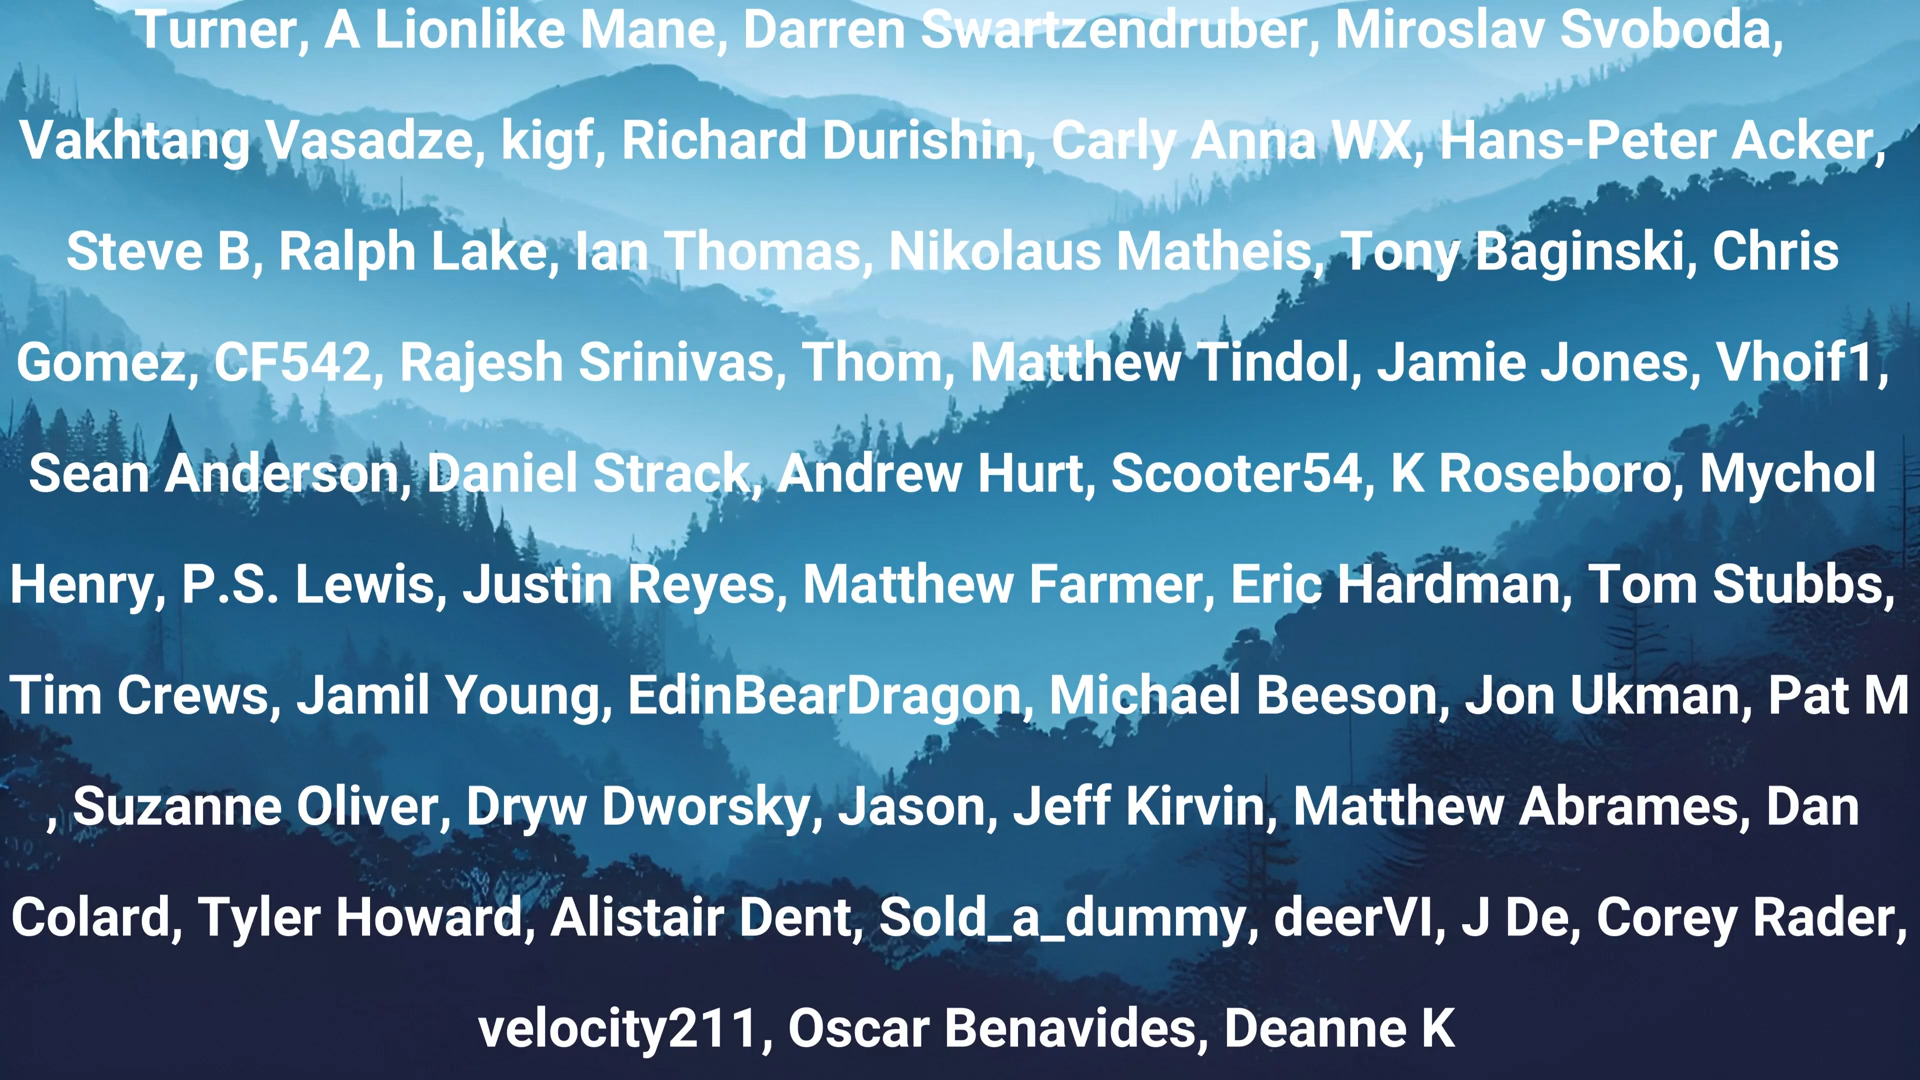 Turner, A Lionlike Mane, Darren Swartzendruber, Miroslav Svoboda,
Vakhtang Vasadze, kigf, Richard Durishin, Carly Anna WX, Hans-Peter Acker,
Steve B, Ralph Lake, Ian Thomas, Nikolaus Matheis, Tony Baginski, Chris
Gomez, CF542, Rajesh Srinivas, Thom, Matthew Tindol, Jamie Jones, Vhoif1,
Sean Anderson, Daniel Strack, Andrew Hurt, Scooter54, K Roseboro, Mychol
Henry, P.S. Lewis, Justin Reyes, Matthew Farmer, Eric Hardman, Tom Stubbs,
Tim Crews, Jamil Young, EdinBearDragon, Michael Beeson, Jon Ukman, Pat M
, Suzanne Oliver, Dryw Dworsky, Jason, Jeff Kirvin, Matthew Abrames, Dan
Colard, Tyler Howard, Alistair Dent, Sold_a_dummy, deerVI, J De, Corey Rader,
velocity211, Oscar Benavides, Deanne K